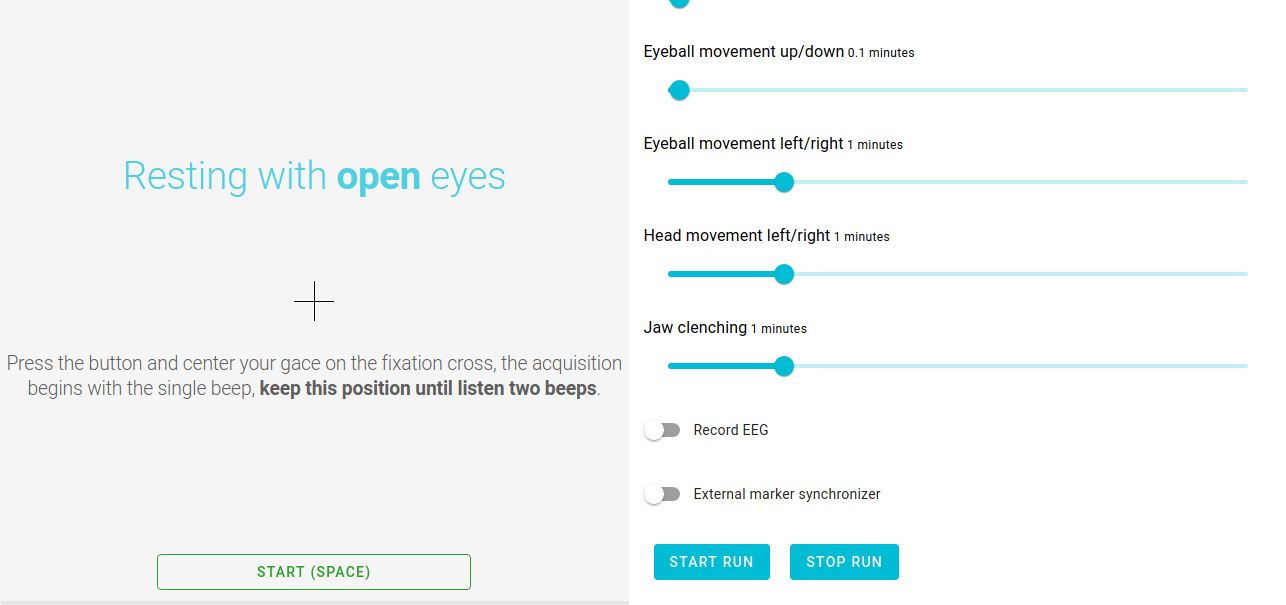 Resting with open eyes
Press the button and center your gace on the fixation cross, the acquisition
begins with the single beep, keep this position until listen two beeps.
START (SPACE)
Eyeball movement up/down 0.1 minutes
Eyeball movement left/right 1 minutes
Head movement left/right 1 minutes
Jaw clenching 1 minutes
Record EEG
External marker synchronizer
START RUN
STOP RUN